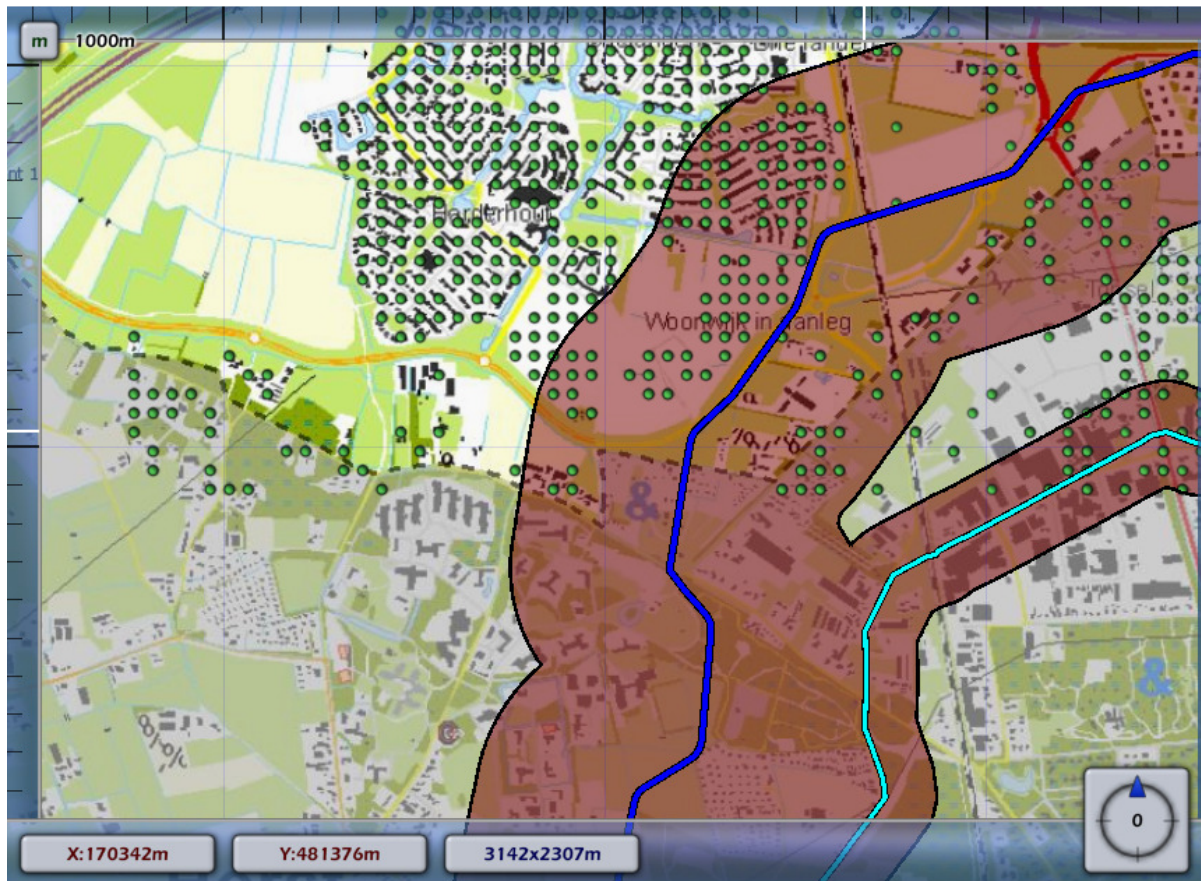 m
1000m
Harderhout
Woonwijk in aanleg
&
&
0
X:170342m
Y:481376m
3142x2307m